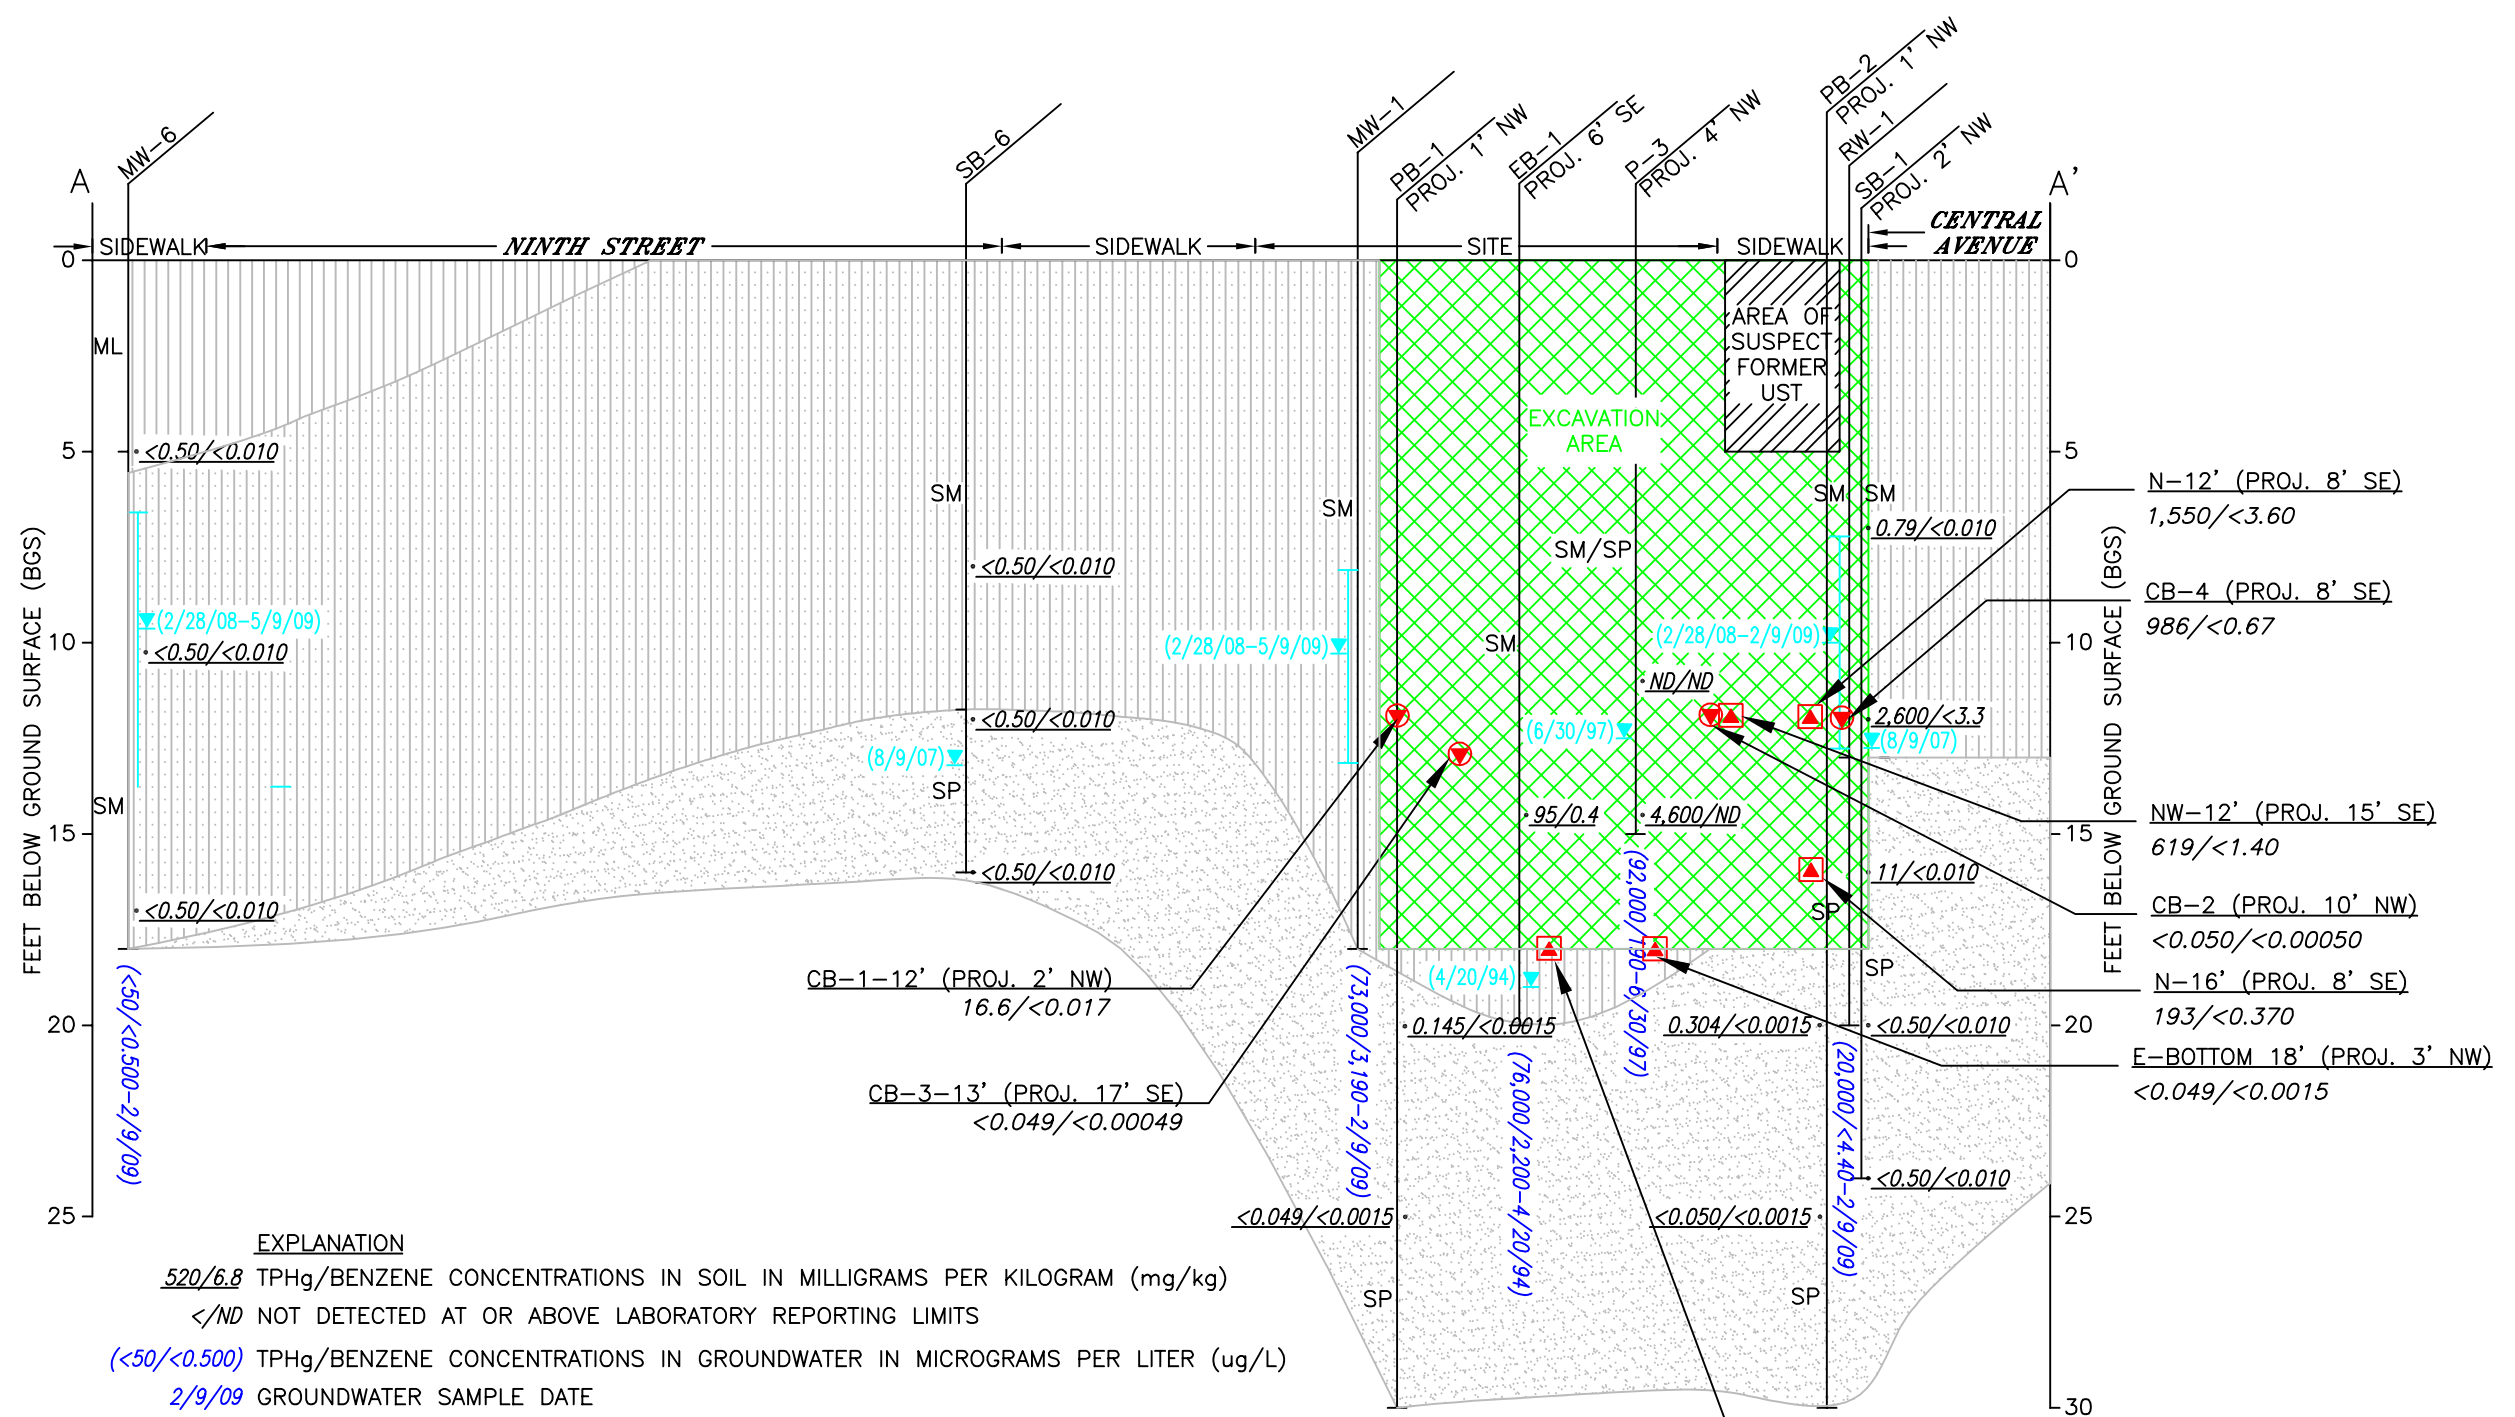 MW-6
SB-6
MW-1
PB-1
PROJ. 1' NW
EB-1
PROJ. 6' SE
P-3
PROJ. 4' NW
PB-2
PROJ. 1' NW
RW-1
SB-1
PROJ. 2' NW
A
A'
SIDEWALK
NINTH STREET
SIDEWALK
SITE
SIDEWALK
CENTRAL
AVENUE
0
5
10
15
20
25
FEET BELOW GROUND SURFACE (BGS)
0
5
10
15
20
25
30
FEET BELOW GROUND SURFACE (BGS)
ML
<0.50/<0.010
(2/28/08-5/9/09)
<0.50/<0.010
SM
<0.50/<0.010
(<50/<0.500-2/9/09)
SM
<0.50/<0.010
<0.50/<0.010
(8/9/07)
SP
<0.50/<0.010
SM
(2/28/08-5/9/09)
(73,000/3,190-2/9/09)
AREA OF
SUSPECT
FORMER
UST
EXCAVATION
AREA
SM/SP
SM
SM
SM
0.79/<0.010
(2/28/08-2/9/09)
ND/ND
(6/30/97)
2,600/<3.3
(8/9/07)
95/0.4
4,600/ND
11/<0.010
(92,000/190-6/30/97)
SP
SP
(4/20/94)
0.145/<0.0015
0.304/<0.0015
<0.50/<0.010
(76,000/2,200-4/20/94)
(20,000/<4.40-2/9/09)
<0.50/<0.010
<0.049/<0.0015
<0.050/<0.0015
SP
SP
N-12' (PROJ. 8' SE)
1,550/<3.60
CB-4 (PROJ. 8' SE)
986/<0.67
NW-12' (PROJ. 15' SE)
619/<1.40
CB-2 (PROJ. 10' NW)
<0.050/<0.00050
N-16' (PROJ. 8' SE)
193/<0.370
E-BOTTOM 18' (PROJ. 3' NW)
<0.049/<0.0015
CB-1-12' (PROJ. 2' NW)
16.6/<0.017
CB-3-13' (PROJ. 17' SE)
<0.049/<0.00049
EXPLANATION
520/6.8 TPHg/BENZENE CONCENTRATIONS IN SOIL IN MILLIGRAMS PER KILOGRAM (mg/kg)
</ND NOT DETECTED AT OR ABOVE LABORATORY REPORTING LIMITS
(<50/<0.500) TPHg/BENZENE CONCENTRATIONS IN GROUNDWATER IN MICROGRAMS PER LITER (ug/L)
2/9/09 GROUNDWATER SAMPLE DATE